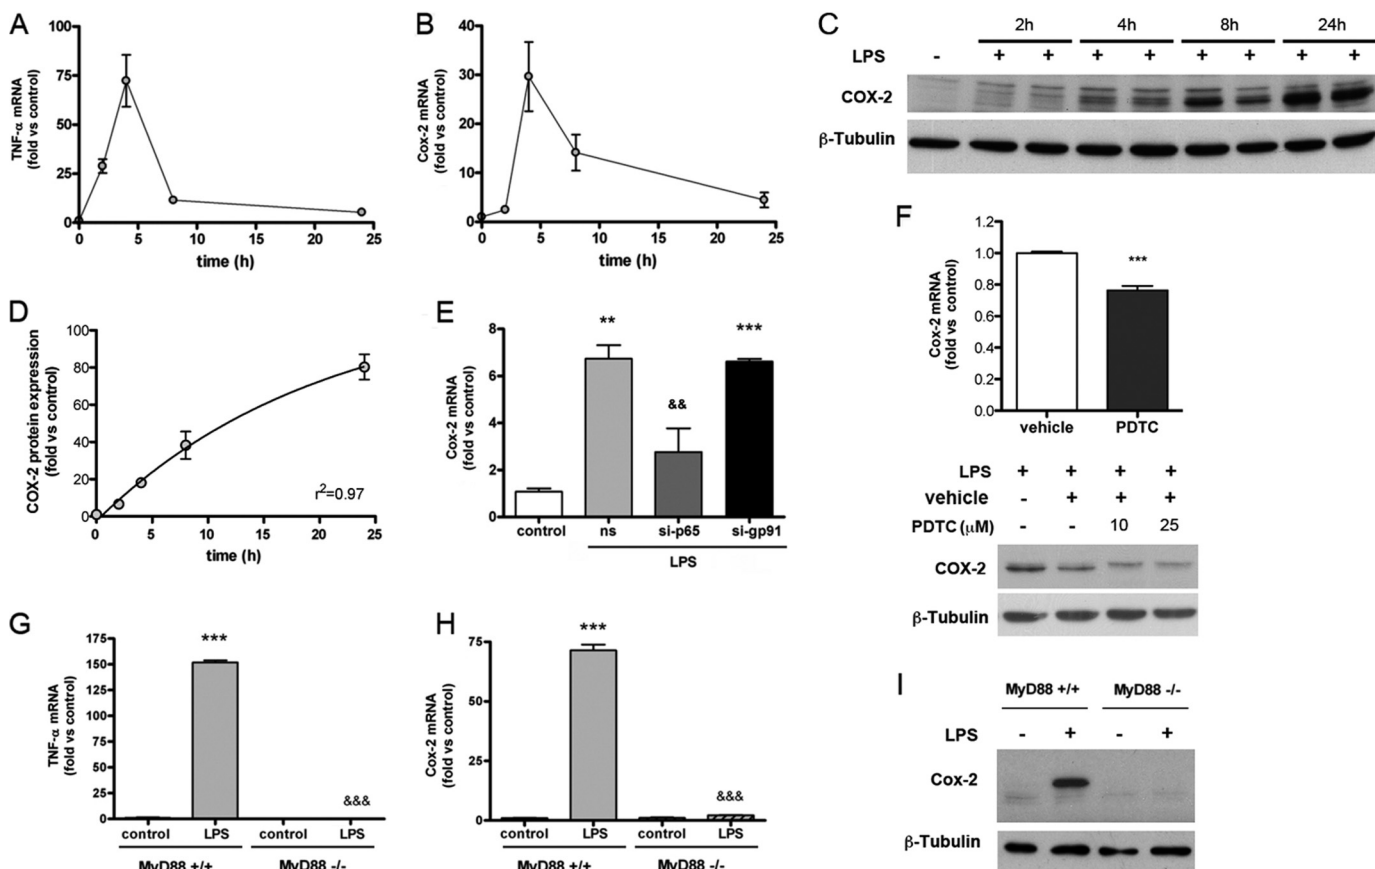 A
TNF-α mRNA
(fold vs control)
100
75
50
25
0
0 5 10 15 20 25
time (h)
B
Cox-2 mRNA
(fold vs control)
40
30
20
10
0
0 5 10 15 20 25
time (h)
C
2h 4h 8h 24h
LPS - + + + + + + + +
COX-2
β-Tubulin
D
COX-2 protein expression
(fold vs control)
100
80
60
40
20
0
r²=0.97
0 5 10 15 20 25
time (h)
E
Cox-2 mRNA
(fold vs control)
8
6
4
2
0
** && ***
control ns si-p65 si-gp91
LPS
F
Cox-2 mRNA
(fold vs control)
1.2
1.0
0.8
0.6
0.4
0.2
0.0
***
vehicle PDTC
LPS + + + +
vehicle - + + +
PDTC (μM) - - 10 25
COX-2
β-Tubulin
G
TNF-α mRNA
(fold vs control)
175
150
125
100
75
50
25
0
*** &&&
control LPS control LPS
MyD88 +/+ MyD88 -/-
H
Cox-2 mRNA
(fold vs control)
75
50
25
0
*** &&&
control LPS control LPS
MyD88 +/+ MyD88 -/-
I
MyD88 +/+ MyD88 -/-
LPS - + - +
Cox-2
β-Tubulin